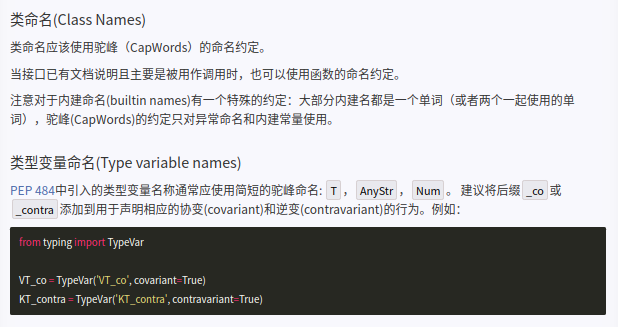 类命名(Class Names)
类命名应该使用驼峰（CapWords）的命名约定。
当接口已有文档说明且主要是被用作调用时，也可以使用函数的命名约定。
注意对于内建命名(builtin names)有一个特殊的约定：大部分内建名都是一个单词（或者两个一起使用的单
词），驼峰(CapWords)的约定只对异常命名和内建常量使用。
类型变量命名(Type variable names)
PEP 484中引入的类型变量名称通常应使用简短的驼峰命名: T ，AnyStr ，Num 。 建议将后缀 _co 或
_contra 添加到用于声明相应的协变(covariant)和逆变(contravariant)的行为。例如：
from typing import TypeVar
VT_co = TypeVar('VT_co', covariant=True)
KT_contra = TypeVar('KT_contra', contravariant=True)